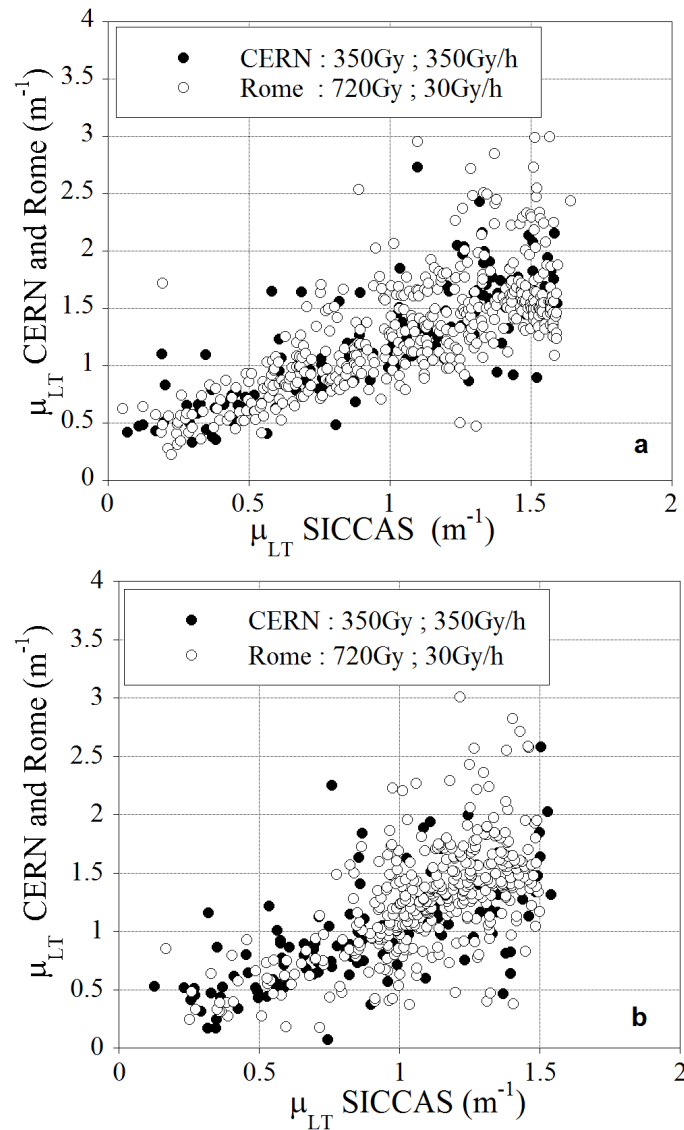 4
3.5
3
2.5
2
1.5
1
0.5
0
μLT CERN and Rome (m-1)
CERN : 350Gy ; 350Gy/h
Rome : 720Gy ; 30Gy/h
a
0 0.5 1 1.5 2
μLT SICCAS (m-1)
4
3.5
3
2.5
2
1.5
1
0.5
0
μLT CERN and Rome (m-1)
CERN : 350Gy ; 350Gy/h
Rome : 720Gy ; 30Gy/h
b
0 0.5 1 1.5 2
μLT SICCAS (m-1)